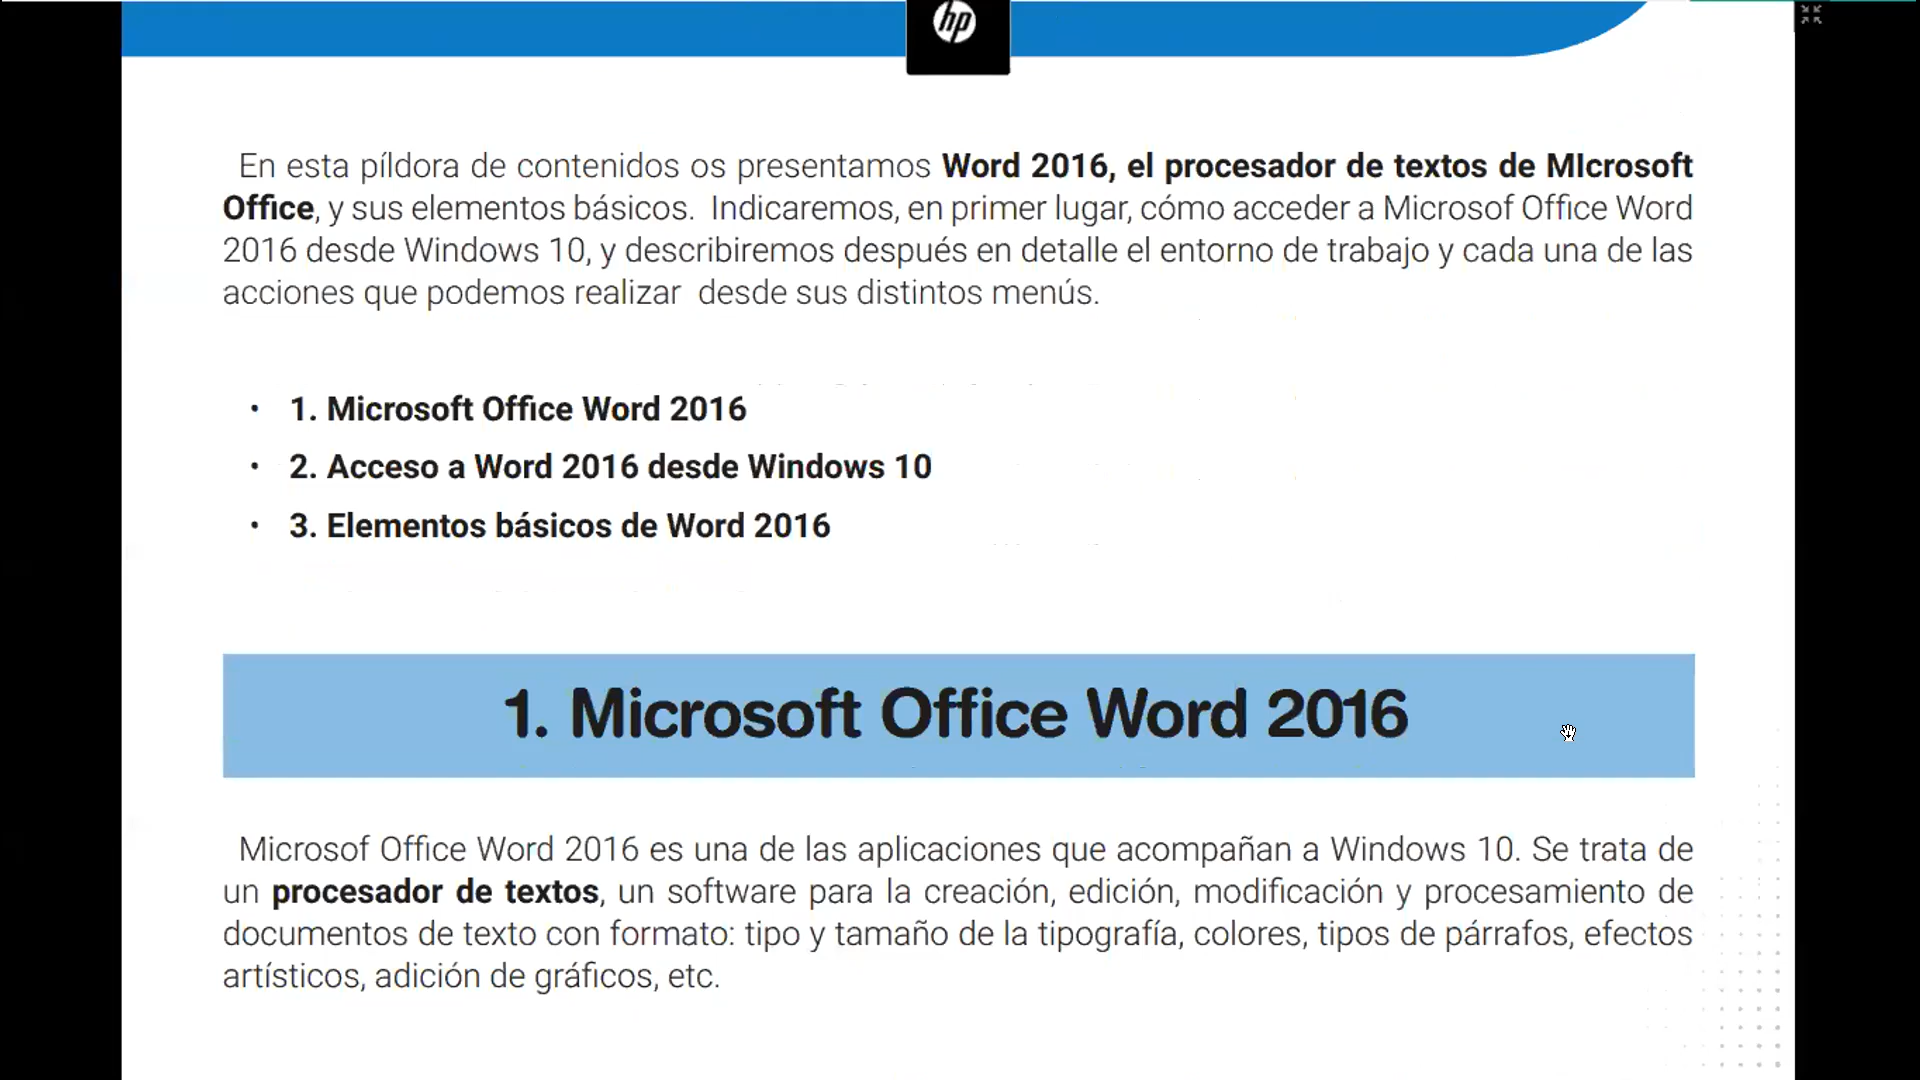 hp
En esta píldora de contenidos os presentamos Word 2016, el procesador de textos de MIcrosoft
Office, y sus elementos básicos. Indicaremos, en primer lugar, cómo acceder a Microsof Office Word
2016 desde Windows 10, y describiremos después en detalle el entorno de trabajo y cada una de las
acciones que podemos realizar desde sus distintos menús.
• 1. Microsoft Office Word 2016
• 2. Acceso a Word 2016 desde Windows 10
• 3. Elementos básicos de Word 2016
1. Microsoft Office Word 2016
Microsof Office Word 2016 es una de las aplicaciones que acompañan a Windows 10. Se trata de
un procesador de textos, un software para la creación, edición, modificación y procesamiento de
documentos de texto con formato: tipo y tamaño de la tipografía, colores, tipos de párrafos, efectos
artísticos, adición de gráficos, etc.